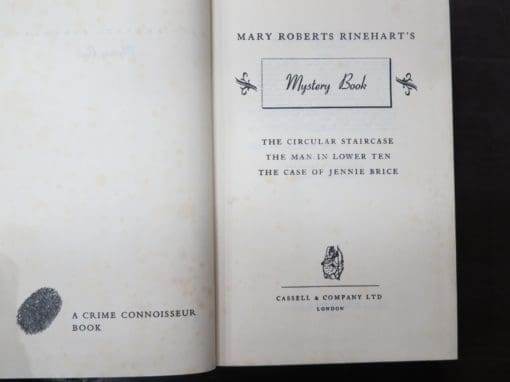 A CRIME CONNOISSEUR
BOOK
MARY ROBERTS RINEHART'S
Mystery Book
THE CIRCULAR STAIRCASE
THE MAN IN LOWER TEN
THE CASE OF JENNIE BRICE
CASSELL & COMPANY LTD
LONDON